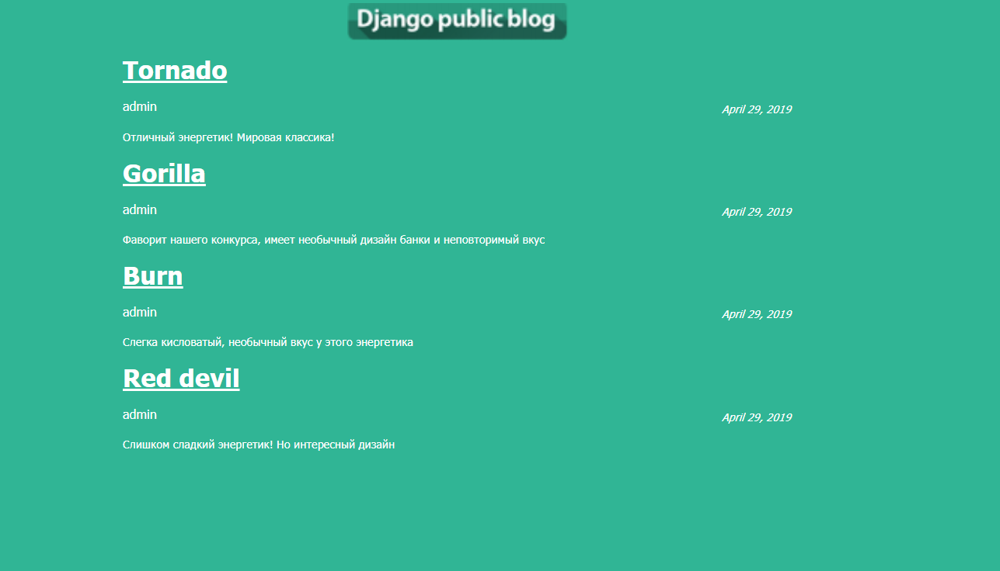 Django public blog
Tornado
admin
April 29, 2019
Отличный энергетик! Мировая классика!
Gorilla
admin
April 29, 2019
Фаворит нашего конкурса, имеет необычный дизайн банки и неповторимый вкус
Burn
admin
April 29, 2019
Слегка кисловатый, необычный вкус у этого энергетика
Red devil
admin
April 29, 2019
Слишком сладкий энергетик! Но интересный дизайн